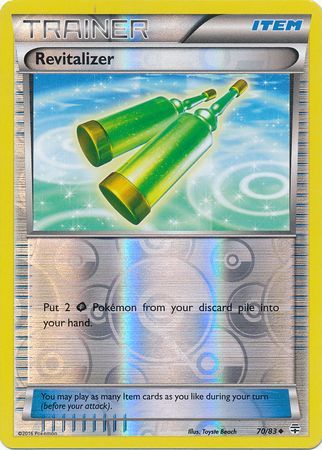 TRAINER ITEM
Revitalizer
Put 2 Pokémon from your discard pile into
your hand.
You may play as many Item cards as you like during your turn
(before your attack).
©2016 Pokémon Illus. Toyste Beach 70/83